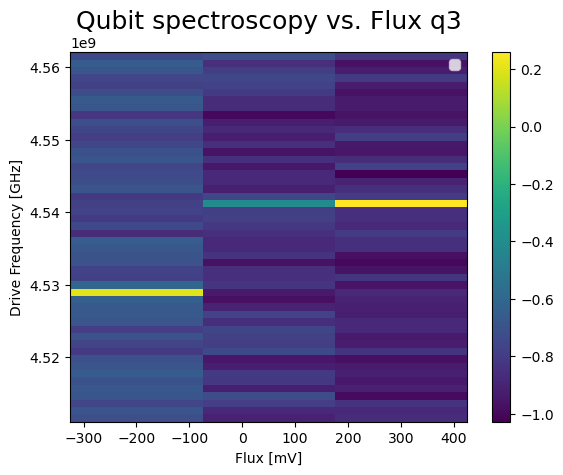 Qubit spectroscopy vs. Flux q3
1e9
4.56
4.55
4.54
4.53
4.52
Drive Frequency [GHz]
−300 −200 −100 0 100 200 300 400
Flux [mV]
0.2
0.0
−0.2
−0.4
−0.6
−0.8
−1.0